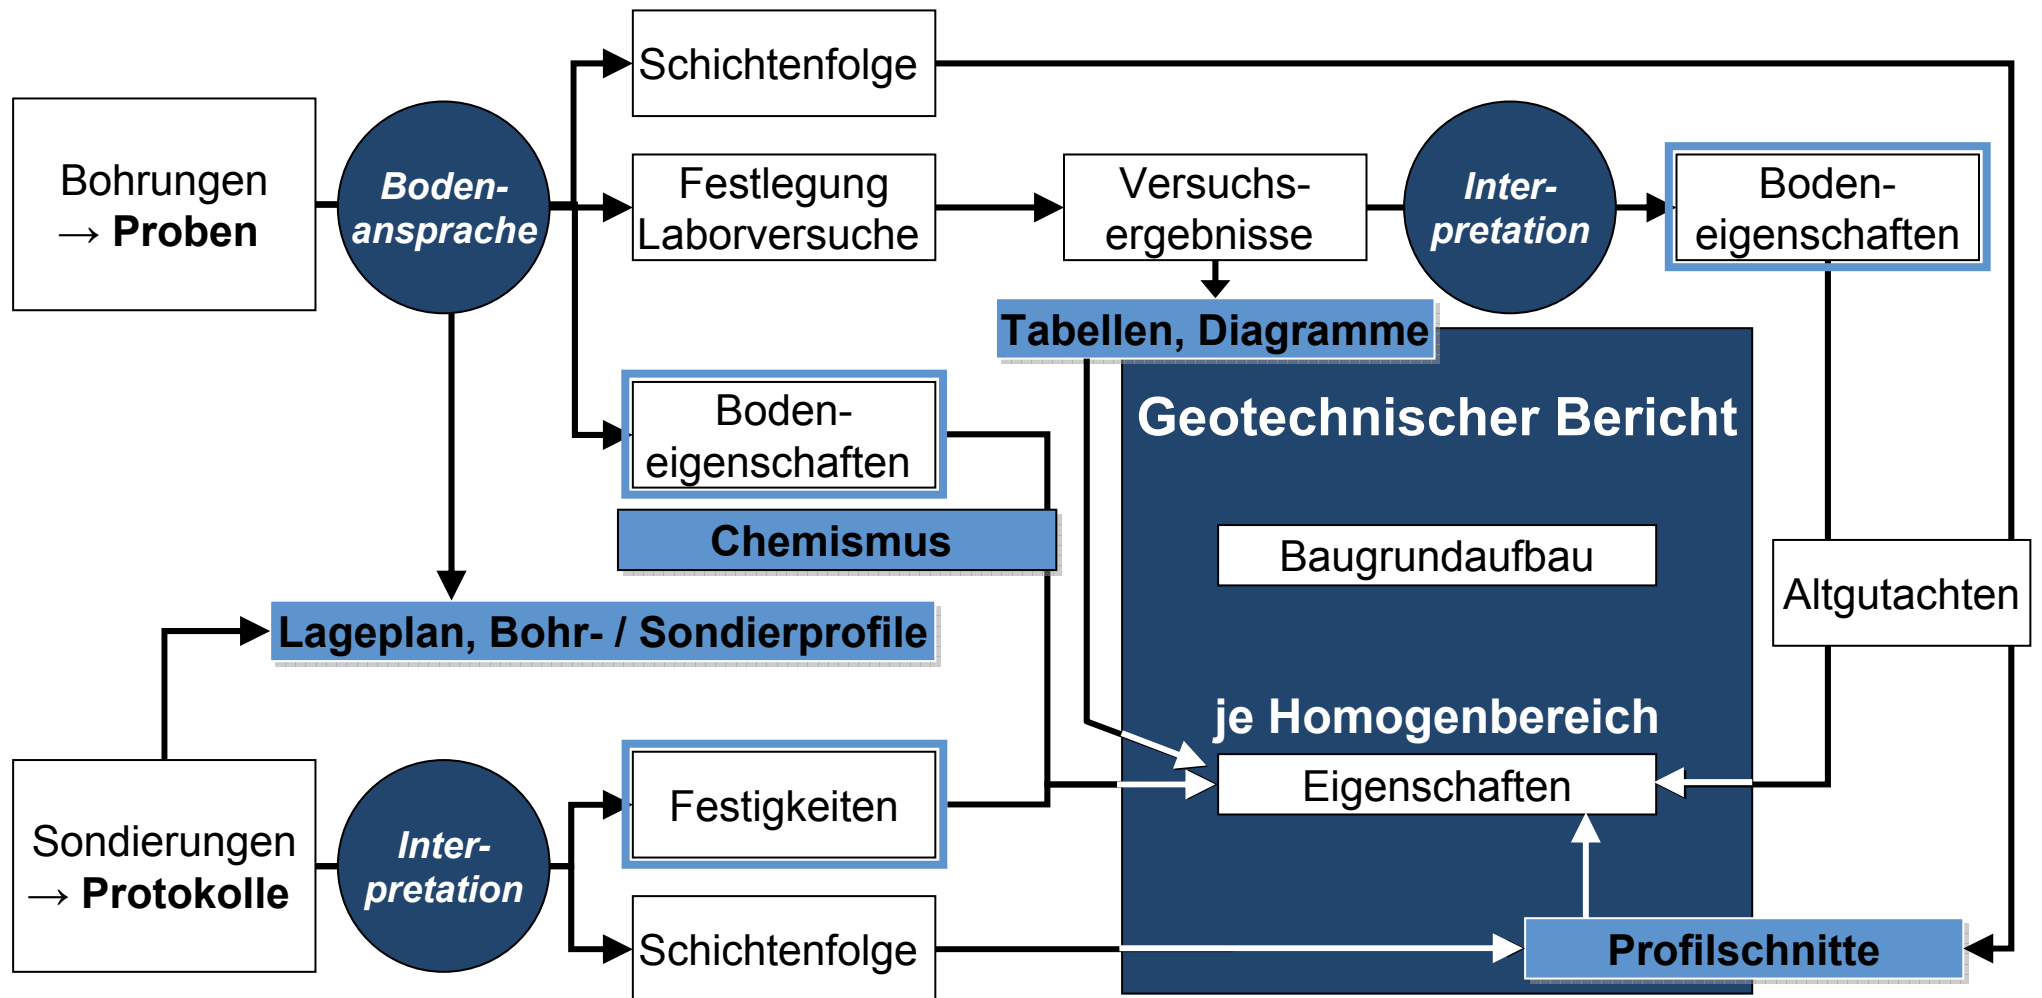 Schichtenfolge
Bohrungen
→ Proben
Boden-
ansprache
Festlegung
Laborversuche
Versuchs-
ergebnisse
Inter-
pretation
Boden-
eigenschaften
Tabellen, Diagramme
Geotechnischer Bericht
Boden-
eigenschaften
Chemismus
Baugrundaufbau
Altgutachten
Lageplan, Bohr- / Sondierprofile
je Homogenbereich
Eigenschaften
Sondierungen
→ Protokolle
Inter-
pretation
Festigkeiten
Schichtenfolge
Profilschnitte